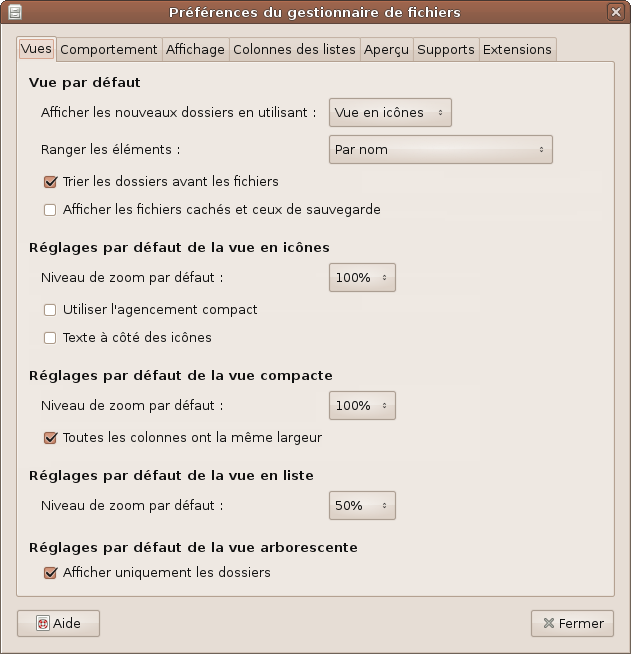 Préférences du gestionnaire de fichiers
Vues Comportement Affichage Colonnes des listes Aperçu Supports Extensions
Vue par défaut
Afficher les nouveaux dossiers en utilisant : Vue en icônes
Ranger les éléments : Par nom
Trier les dossiers avant les fichiers
Afficher les fichiers cachés et ceux de sauvegarde
Réglages par défaut de la vue en icônes
Niveau de zoom par défaut : 100%
Utiliser l'agencement compact
Texte à côté des icônes
Réglages par défaut de la vue compacte
Niveau de zoom par défaut : 100%
Toutes les colonnes ont la même largeur
Réglages par défaut de la vue en liste
Niveau de zoom par défaut : 50%
Réglages par défaut de la vue arborescente
Afficher uniquement les dossiers
Aide Fermer